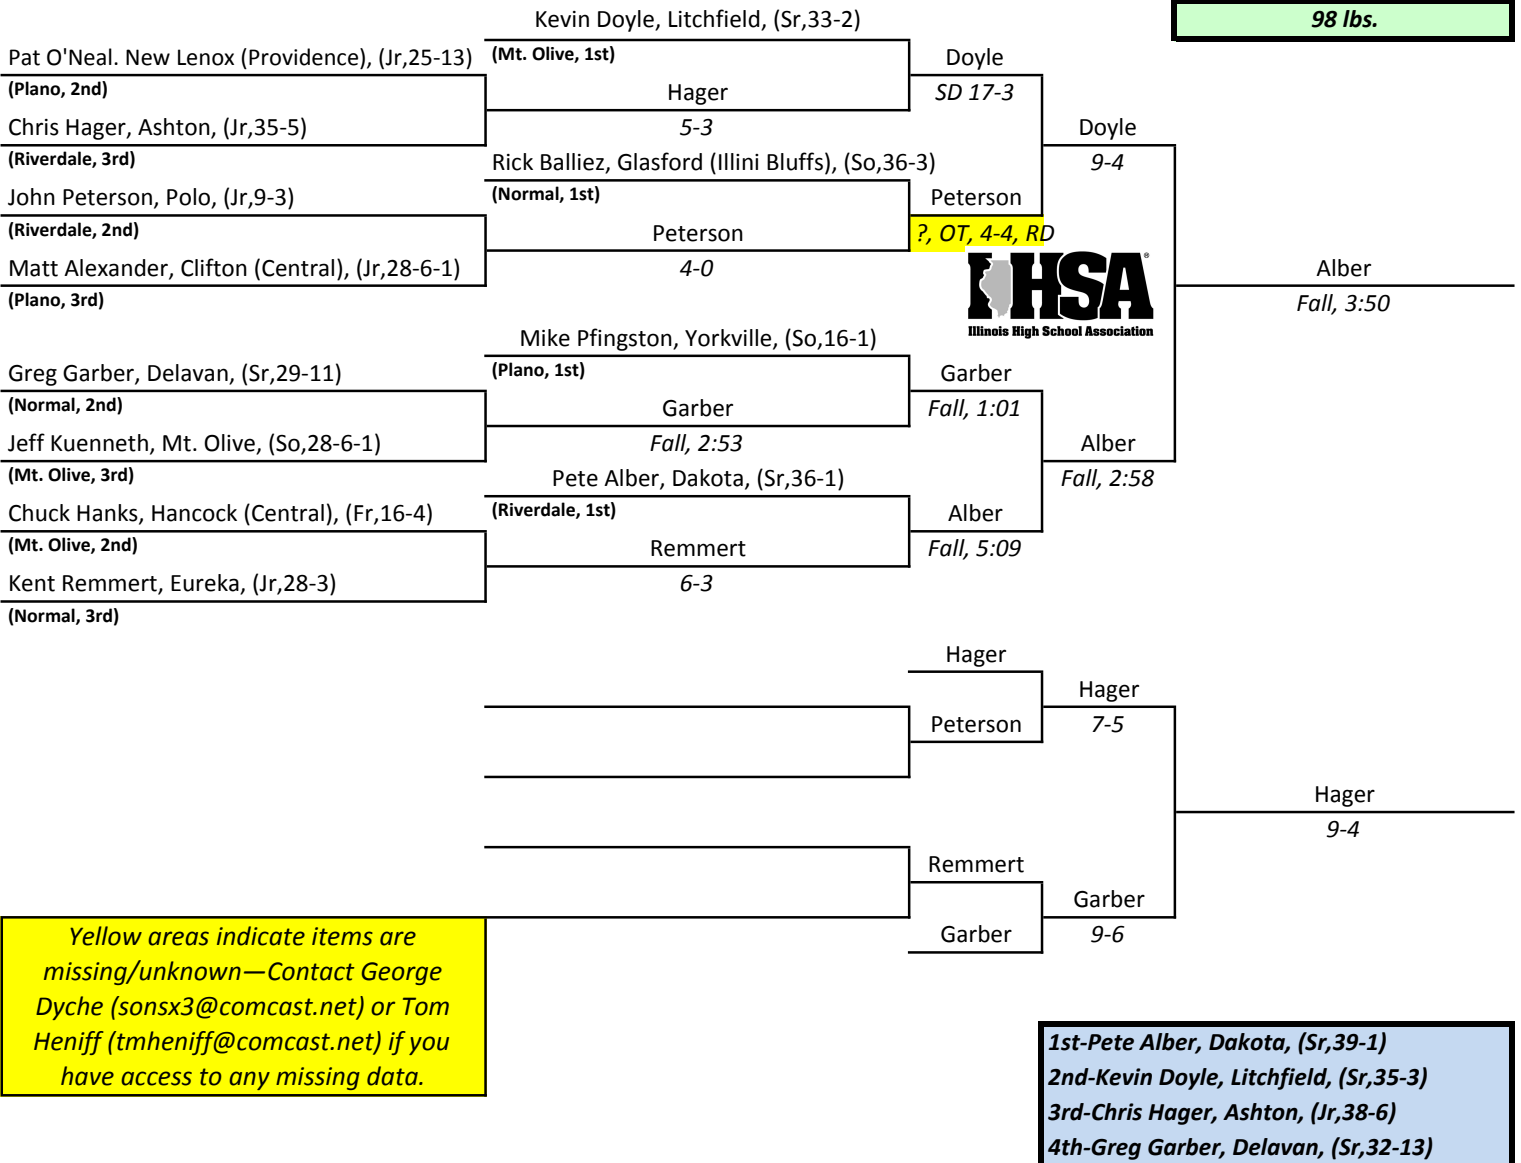 Kevin Doyle, Litchfield, (Sr,33-2)
98 lbs.
Pat O'Neal. New Lenox (Providence), (Jr,25-13)
(Mt. Olive, 1st)
Doyle
(Plano, 2nd)
Hager
SD 17-3
Chris Hager, Ashton, (Jr,35-5)
5-3
Doyle
(Riverdale, 3rd)
Rick Balliez, Glasford (Illini Bluffs), (So,36-3)
9-4
John Peterson, Polo, (Jr,9-3)
(Normal, 1st)
Peterson
(Riverdale, 2nd)
Peterson
?, OT, 4-4, RD
Matt Alexander, Clifton (Central), (Jr,28-6-1)
4-0
IHSA
Alber
(Plano, 3rd)
Fall, 3:50
Illinois High School Association
Mike Pfingston, Yorkville, (So,16-1)
Greg Garber, Delavan, (Sr,29-11)
(Plano, 1st)
Garber
(Normal, 2nd)
Garber
Fall, 1:01
Jeff Kuenneth, Mt. Olive, (So,28-6-1)
Fall, 2:53
Alber
(Mt. Olive, 3rd)
Pete Alber, Dakota, (Sr,36-1)
Fall, 2:58
Chuck Hanks, Hancock (Central), (Fr,16-4)
(Riverdale, 1st)
Alber
(Mt. Olive, 2nd)
Remmert
Fall, 5:09
Kent Remmert, Eureka, (Jr,28-3)
6-3
(Normal, 3rd)
Hager
Hager
Peterson
7-5
Hager
9-4
Remmert
Garber
Garber
9-6
Yellow areas indicate items are
missing/unknown—Contact George
Dyche (sonsx3@comcast.net) or Tom
Heniff (tmheniff@comcast.net) if you
have access to any missing data.
1st-Pete Alber, Dakota, (Sr,39-1)
2nd-Kevin Doyle, Litchfield, (Sr,35-3)
3rd-Chris Hager, Ashton, (Jr,38-6)
4th-Greg Garber, Delavan, (Sr,32-13)